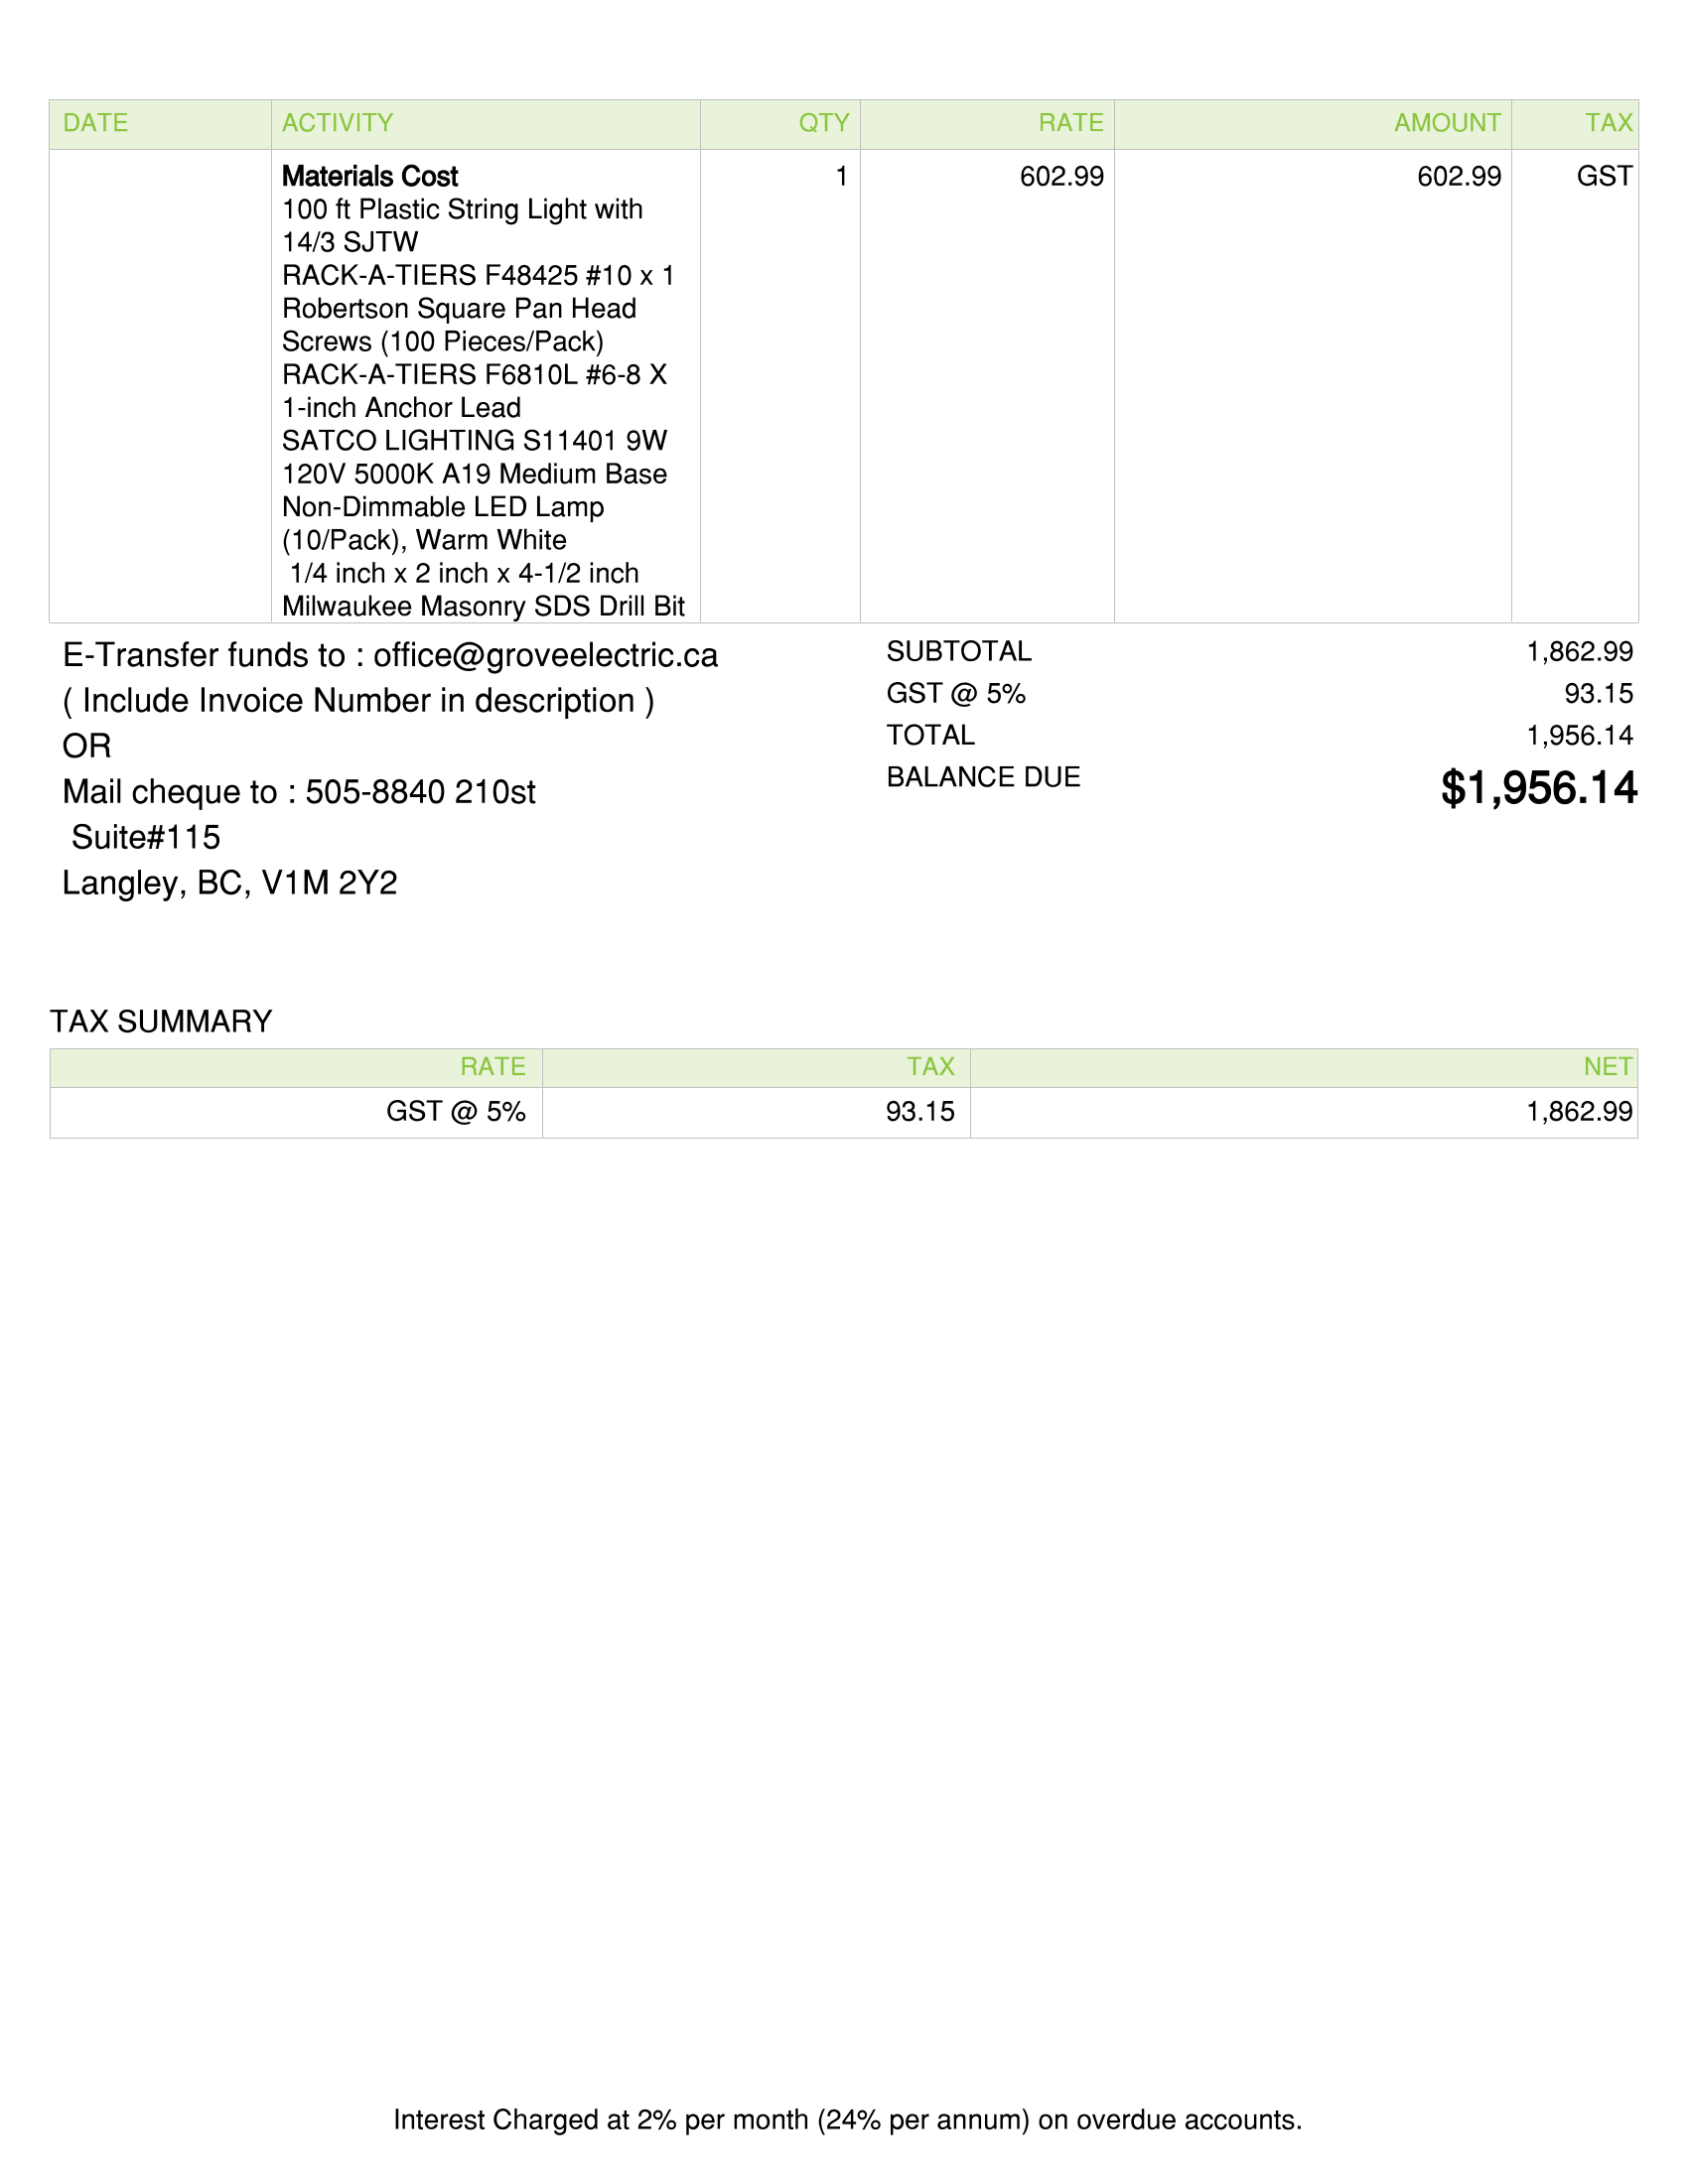 DATE ACTIVITY QTY RATE AMOUNT TAX
Materials Cost 1 602.99 602.99 GST
100 ft Plastic String Light with
14/3 SJTW
RACK-A-TIERS F48425 #10 x 1
Robertson Square Pan Head
Screws (100 Pieces/Pack)
RACK-A-TIERS F6810L #6-8 X
1-inch Anchor Lead
SATCO LIGHTING S11401 9W
120V 5000K A19 Medium Base
Non-Dimmable LED Lamp
(10/Pack), Warm White
1/4 inch x 2 inch x 4-1/2 inch
Milwaukee Masonry SDS Drill Bit
E-Transfer funds to : office@groveelectric.ca
( Include Invoice Number in description )
OR
Mail cheque to : 505-8840 210st
Suite#115
Langley, BC, V1M 2Y2
SUBTOTAL 1,862.99
GST @ 5% 93.15
TOTAL 1,956.14
BALANCE DUE $1,956.14
TAX SUMMARY
RATE TAX NET
GST @ 5% 93.15 1,862.99
Interest Charged at 2% per month (24% per annum) on overdue accounts.